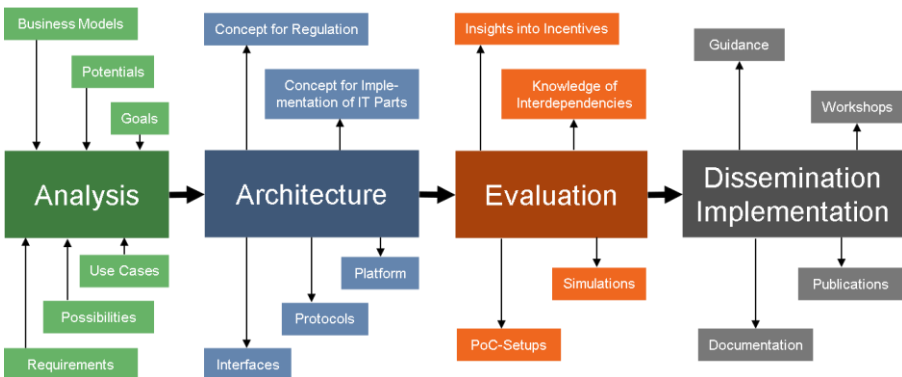 Business Models
Potentials
Goals
Analysis
Use Cases
Possibilities
Requirements
Concept for Regulation
Concept for Imple-
mentation of IT Parts
Architecture
Platform
Protocols
Interfaces
Insights into Incentives
Knowledge of
Interdependencies
Evaluation
Simulations
PoC-Setups
Guidance
Workshops
Dissemination
Implementation
Publications
Documentation